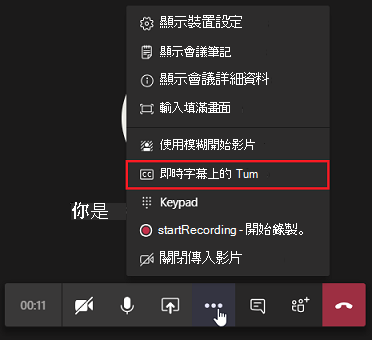 顯示裝置設定
顯示會議筆記
顯示會議詳細資料
輸入填滿畫面
使用模糊開始影片
CC 即時字幕上的 Tum
你是
Keypad
startRecording - 開始錄製。
關閉傳入影片
00:11